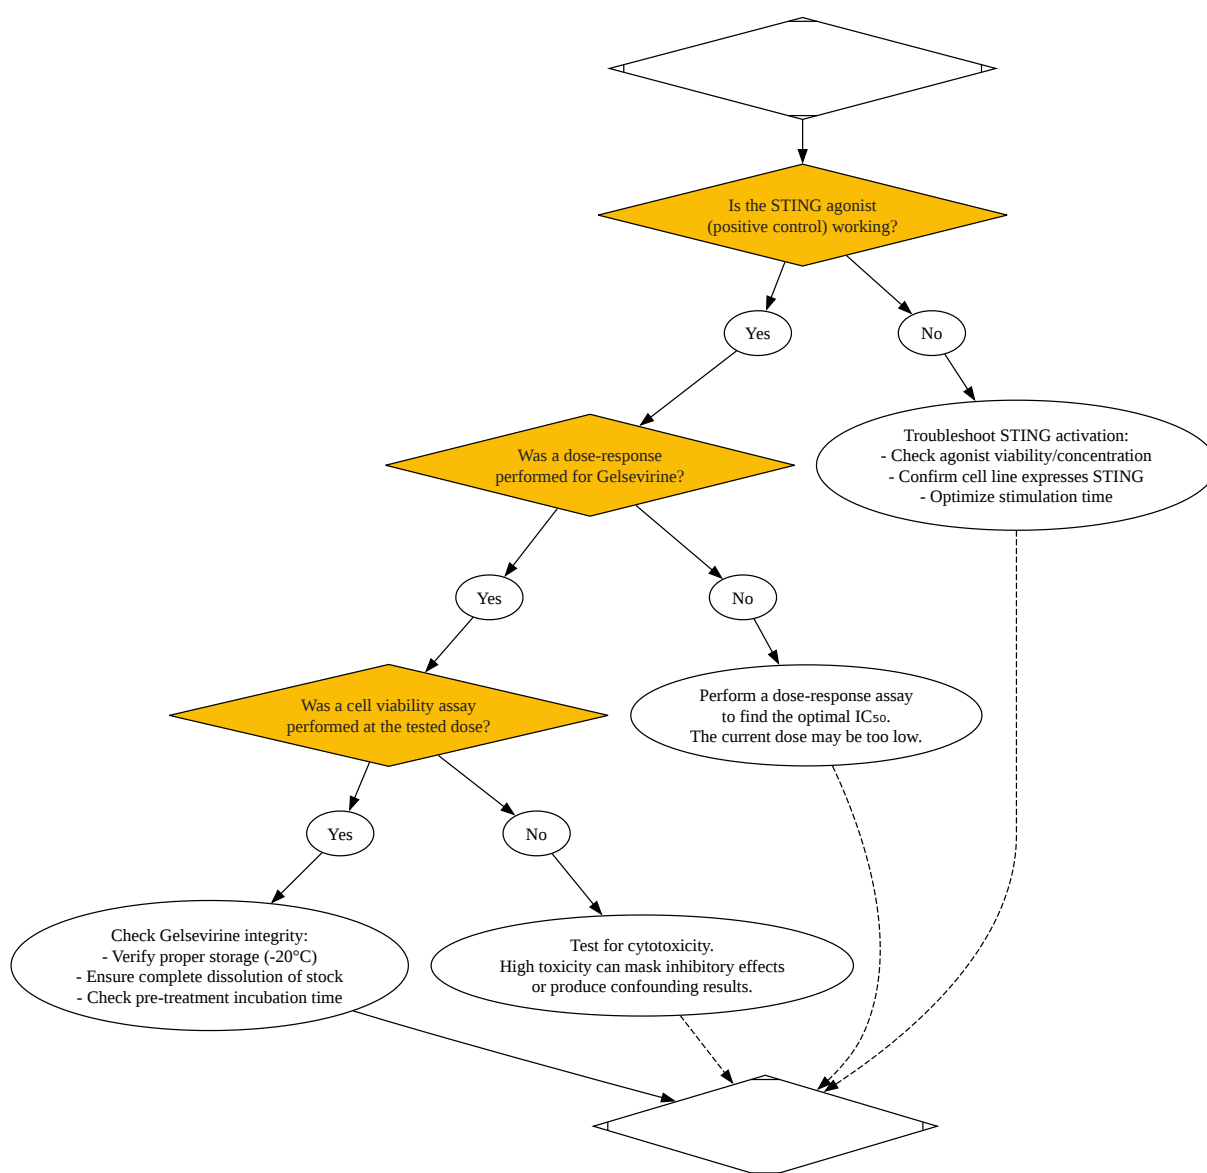 Is the STING agonist
(positive control) working?
Yes
No
Troubleshoot STING activation:
- Check agonist viability/concentration
- Confirm cell line expresses STING
- Optimize stimulation time
Was a dose-response
performed for Gelsevirine?
Yes
No
Perform a dose-response assay
to find the optimal IC₅₀.
The current dose may be too low.
Was a cell viability assay
performed at the tested dose?
Yes
No
Check Gelsevirine integrity:
- Verify proper storage (-20°C)
- Ensure complete dissolution of stock
- Check pre-treatment incubation time
Test for cytotoxicity.
High toxicity can mask inhibitory effects
or produce confounding results.